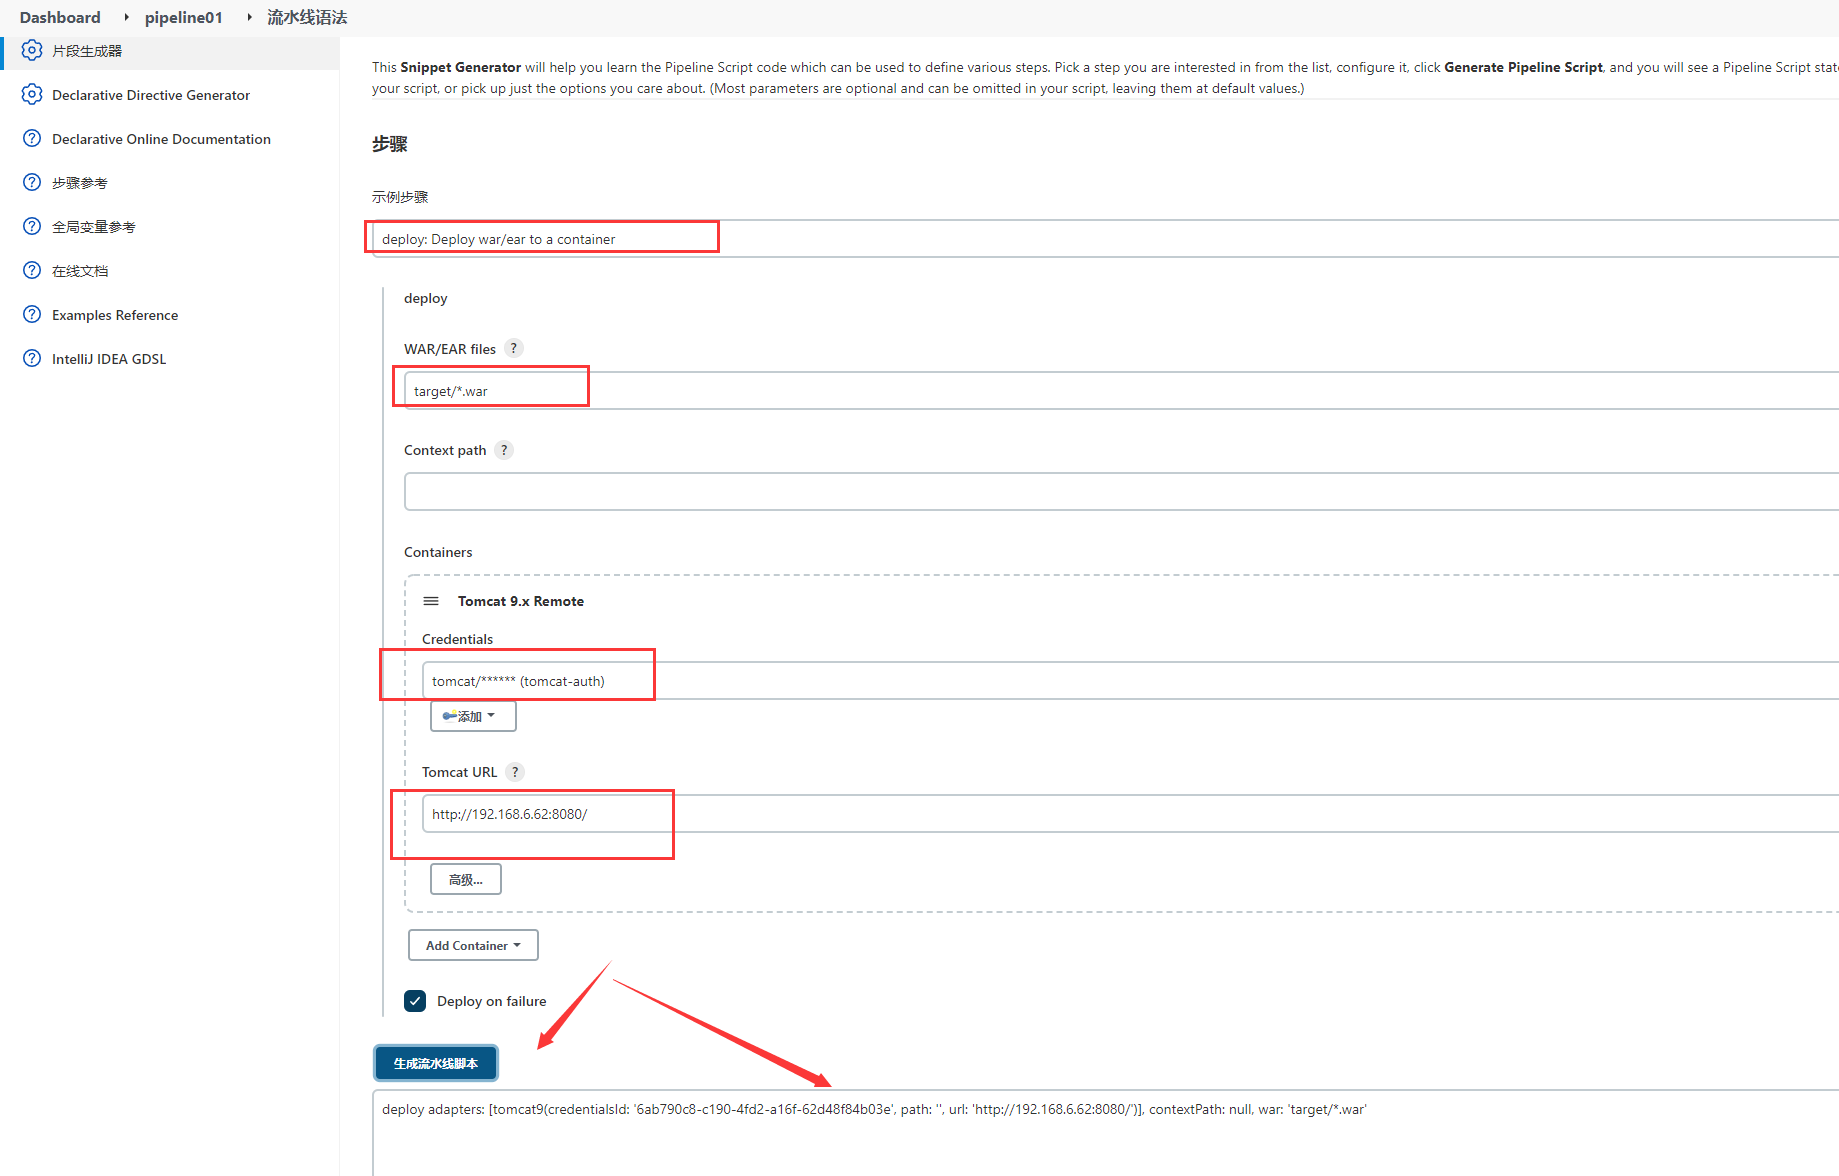 Dashboard ▸ pipeline01 ▸ 流水线语法
片段生成器
Declarative Directive Generator
Declarative Online Documentation
步骤参考
全局变量参考
在线文档
Examples Reference
IntelliJ IDEA GDSL
This Snippet Generator will help you learn the Pipeline Script code which can be used to define various steps. Pick a step you are interested in from the list, configure it, click Generate Pipeline Script, and you will see a Pipeline Script state
your script, or pick up just the options you care about. (Most parameters are optional and can be omitted in your script, leaving them at default values.)
步骤
示例步骤
deploy: Deploy war/ear to a container
deploy
WAR/EAR files ?
target/*.war
Context path ?
Containers
Tomcat 9.x Remote
Credentials
tomcat/****** (tomcat-auth)
添加
Tomcat URL ?
http://192.168.6.62:8080/
高级...
Add Container
Deploy on failure
生成流水线脚本
deploy adapters: [tomcat9(credentialsId: '6ab790c8-c190-4fd2-a16f-62d48f84b03e', path: '', url: 'http://192.168.6.62:8080/')], contextPath: null, war: 'target/*.war'